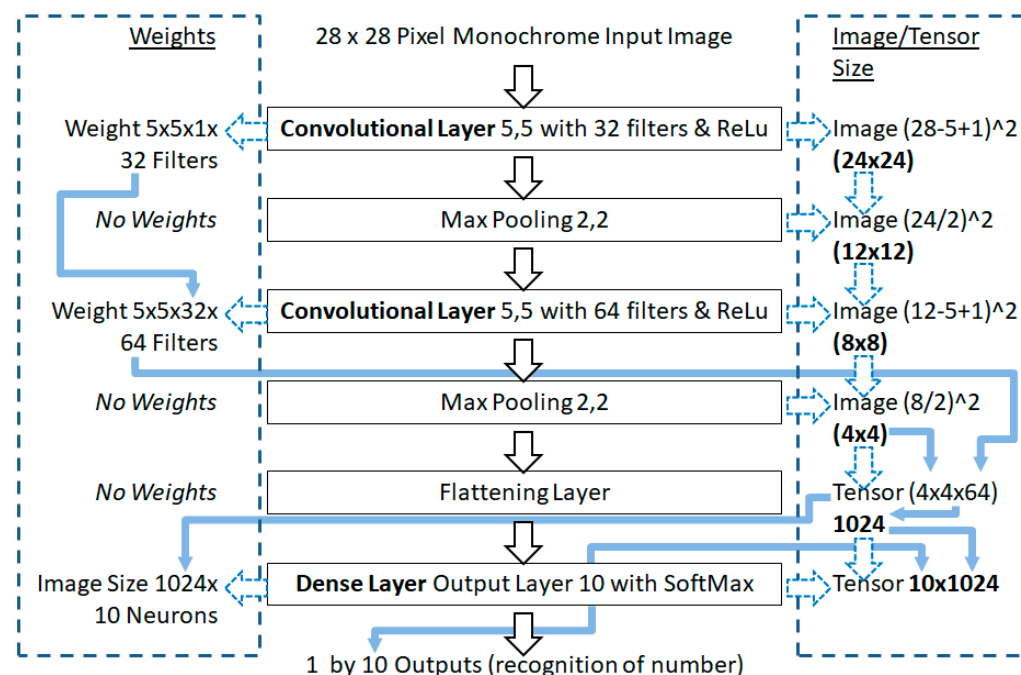 Weights
28 x 28 Pixel Monochrome Input Image
Image/Tensor
Size
Weight 5x5x1x
32 Filters
Convolutional Layer 5,5 with 32 filters & ReLu
Image (28-5+1)^2
(24x24)
No Weights
Max Pooling 2,2
Image (24/2)^2
(12x12)
Weight 5x5x32x
64 Filters
Convolutional Layer 5,5 with 64 filters & ReLu
Image (12-5+1)^2
(8x8)
No Weights
Max Pooling 2,2
Image (8/2)^2
(4x4)
No Weights
Flattening Layer
Tensor (4x4x64)
1024
Image Size 1024x
10 Neurons
Dense Layer Output Layer 10 with SoftMax
Tensor 10x1024
1 by 10 Outputs (recognition of number)